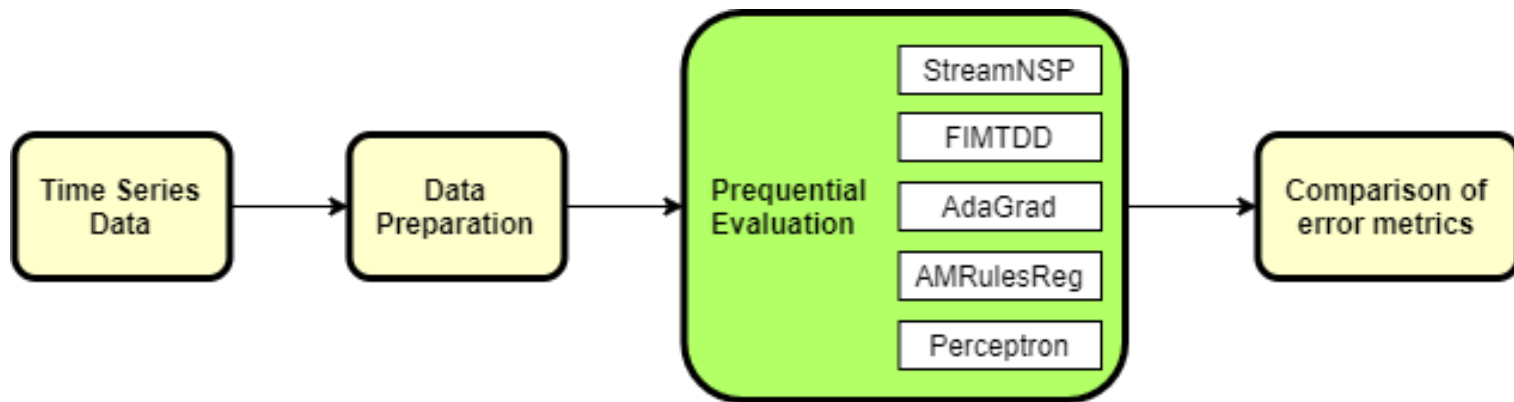 Time Series
Data
Data
Preparation
Prequential
Evaluation
StreamNSP
FIMTDD
AdaGrad
AMRulesReg
Perceptron
Comparison of
error metrics